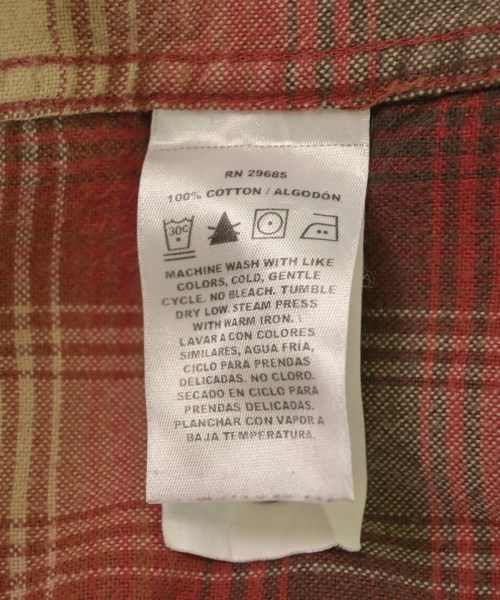 RN 29685
100% COTTON / ALGODÓN
30C
MACHINE WASH WITH LIKE
COLORS, COLD, GENTLE
CYCLE. NO BLEACH. TUMBLE
DRY LOW. STEAM PRESS
WITH WARM IRON.
LAVAR A CON COLORES
SIMILARES, AGUA FRÍA,
CICLO PARA PRENDAS
DELICADAS. NO CLORO.
SECADO EN CICLO PARA
PRENDAS DELICADAS.
PLANCHAR CON VAPOR A
BAJA TEMPERATURA.